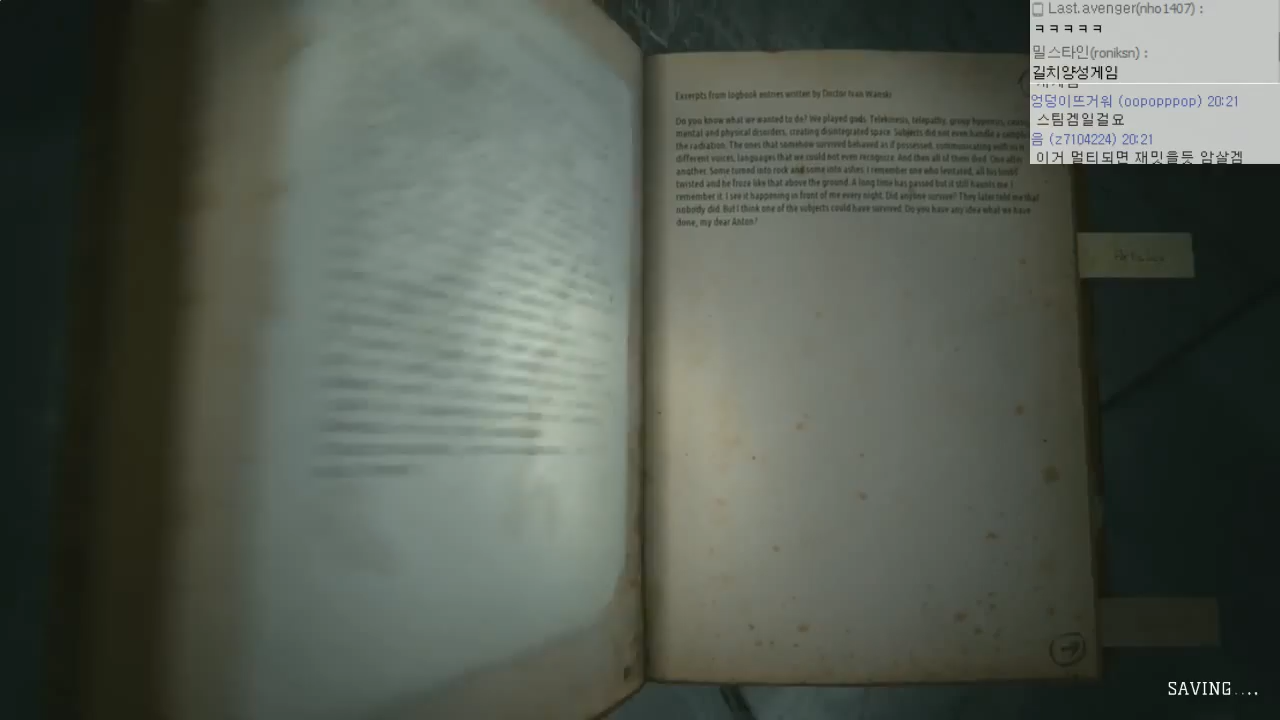 Last.avenger(nho1407) :
ㅋㅋㅋㅋㅋ
밀스타인(roniksn) :
길치양성게임
엉덩이뜨거워 (oopopppop) 20:21
스팀겜일걸요
음 (z7104224) 20:21
이거 멀티되면 재밋을듯 암살겜
Excerpts from logbook entries written by Doctor Ivan
Do you know what we wanted to do? We played gods. Telekinesis, telepathy, group hypnosis,
mental and physical disorders, creating disintegrated space. Subjects did not even handle a
the radiation. The ones that somehow survived behaved as if possessed, communicating with us in
different voices, languages that we could not even recognize. And then all of them died. One after
another. Some turned into rock and some into ashes. I remember one who levitated, all his
twisted and he froze like that above the ground. A long time has passed but it still haunts me. I
remember it. I see it happening in front of me every night. Did anyone survive? They later told me that
nobody did. But I think one of the subjects could have survived. Do you have any idea what we have
done, my dear Anton?
SAVING....